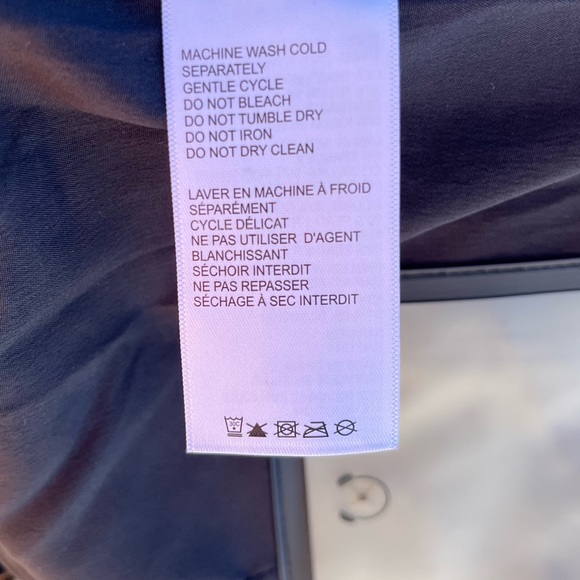 MACHINE WASH COLD
SEPARATELY
GENTLE CYCLE
DO NOT BLEACH
DO NOT TUMBLE DRY
DO NOT IRON
DO NOT DRY CLEAN
LAVER EN MACHINE À FROID
SÉPARÉMENT
CYCLE DÉLICAT
NE PAS UTILISER D'AGENT
BLANCHISSANT
SÉCHOIR INTERDIT
NE PAS REPASSER
SÉCHAGE À SEC INTERDIT
30C